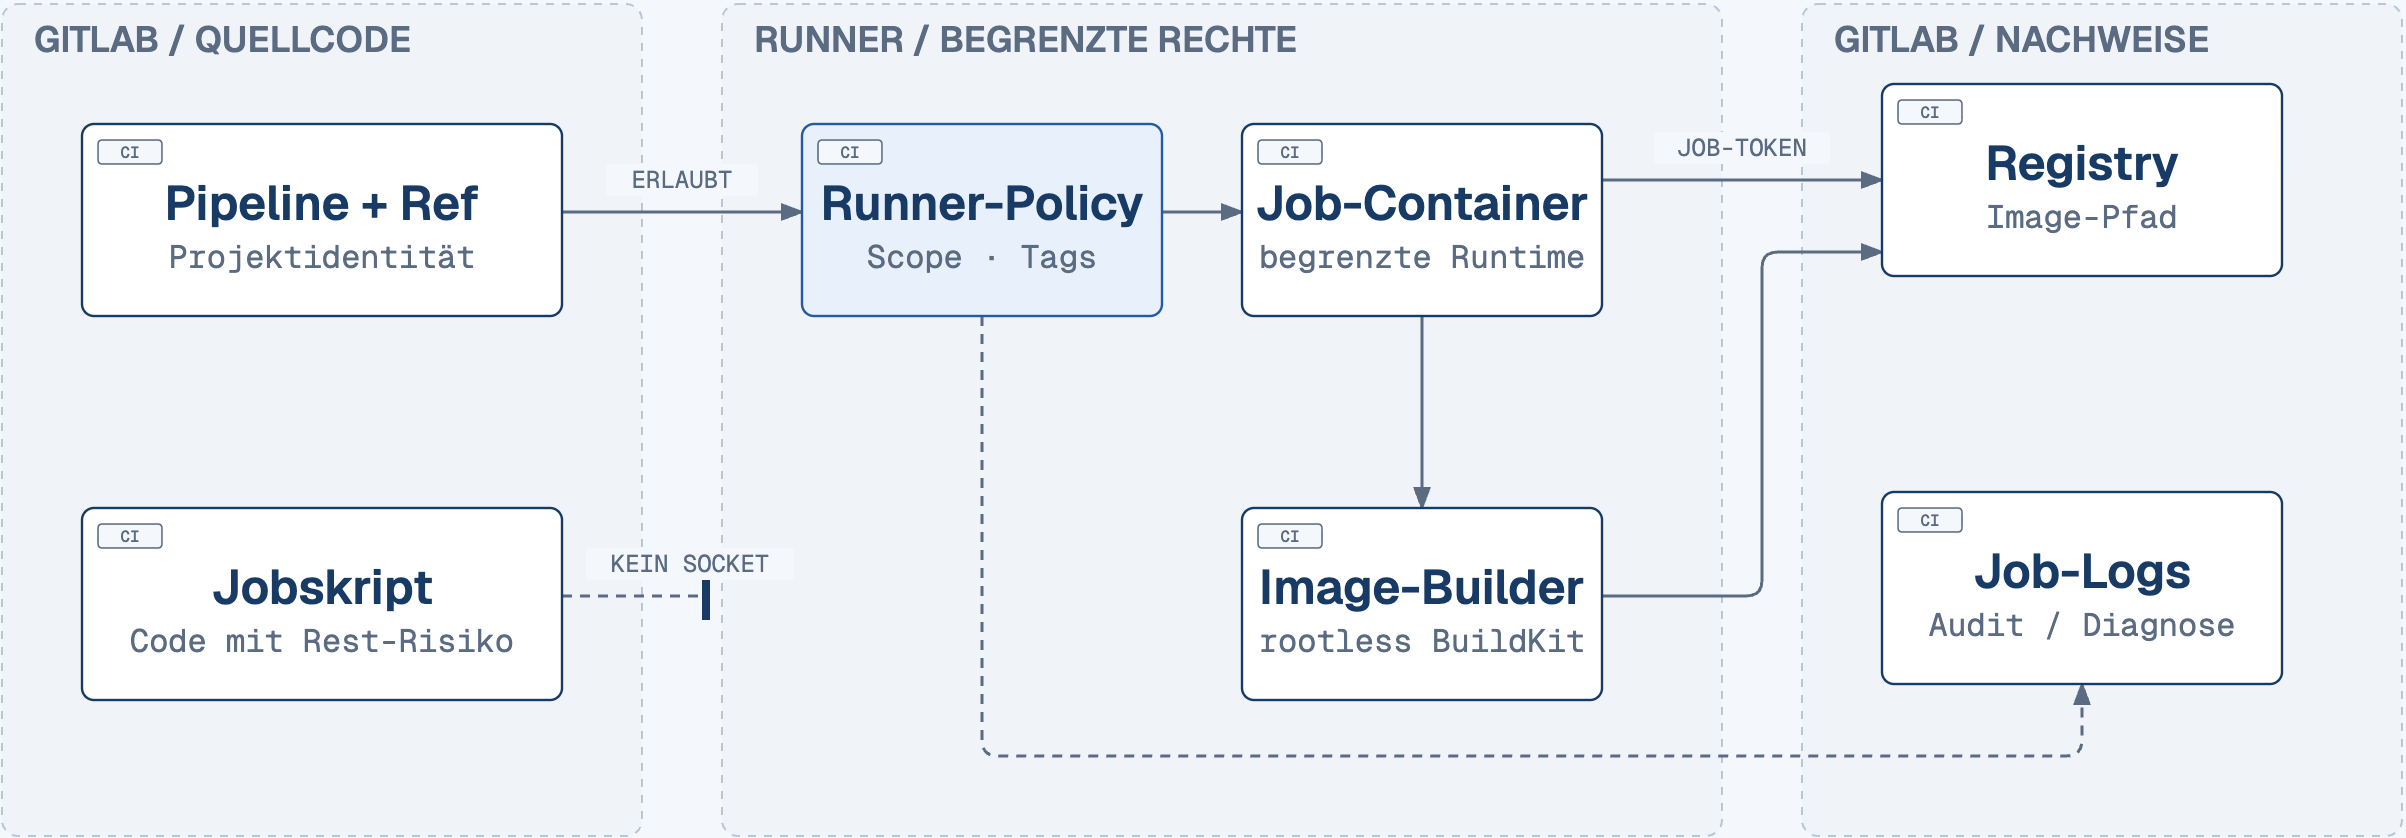 GITLAB / QUELLCODE
CI
Pipeline + Ref
Projektidentität
CI
Jobskript
Code mit Rest-Risiko
ERLAUBT
KEIN SOCKET
RUNNER / BEGRENZTE RECHTE
CI
Runner-Policy
Scope · Tags
CI
Job-Container
begrenzte Runtime
CI
Image-Builder
rootless BuildKit
JOB-TOKEN
GITLAB / NACHWEISE
CI
Registry
Image-Pfad
CI
Job-Logs
Audit / Diagnose